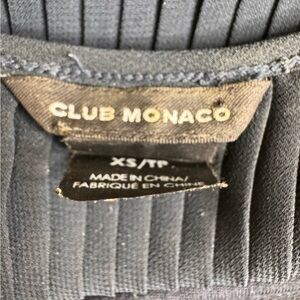 CLUB MONACO
XS/TP
MADE IN CHINA/
FABRIQUÉ EN CHINE